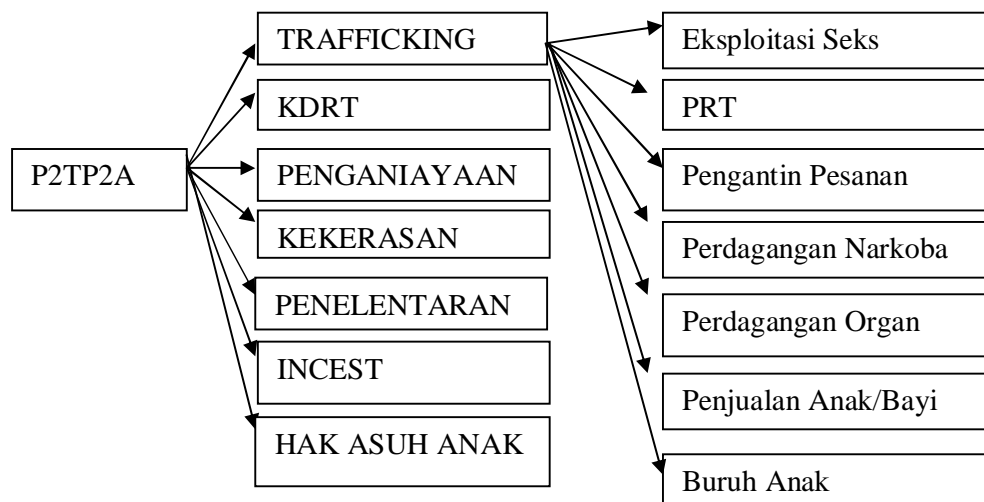 TRAFFICKING
KDRT
P2TP2A
PENGANIAYAAN
KEKERASAN
PENELENTARAN
INCEST
HAK ASUH ANAK
Eksploitasi Seks
PRT
Pengantin Pesanan
Perdagangan Narkoba
Perdagangan Organ
Penjualan Anak/Bayi
Buruh Anak